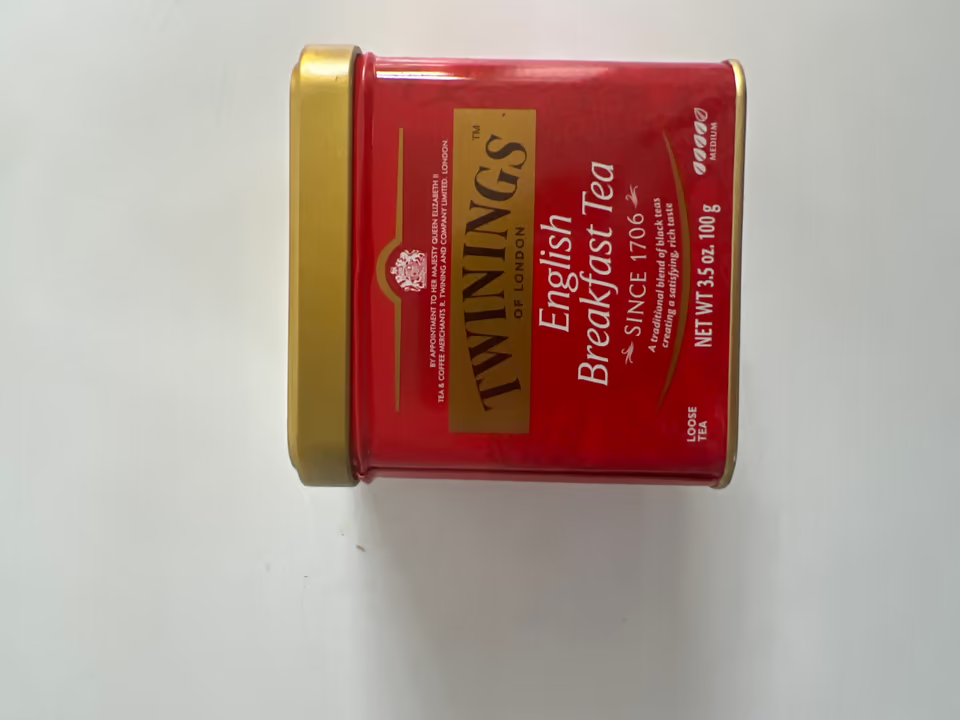 BY APPOINTMENT TO HER MAJESTY QUEEN ELIZABETH II
TEA & COFFEE MERCHANTS R. TWINING AND COMPANY LIMITED, LONDON
TWININGS™
OF LONDON
English
Breakfast Tea
SINCE 1706
A traditional blend of black teas
creating a satisfying, rich taste
LOOSE
TEA
NET WT 3.5 oz. 100 g
MEDIUM